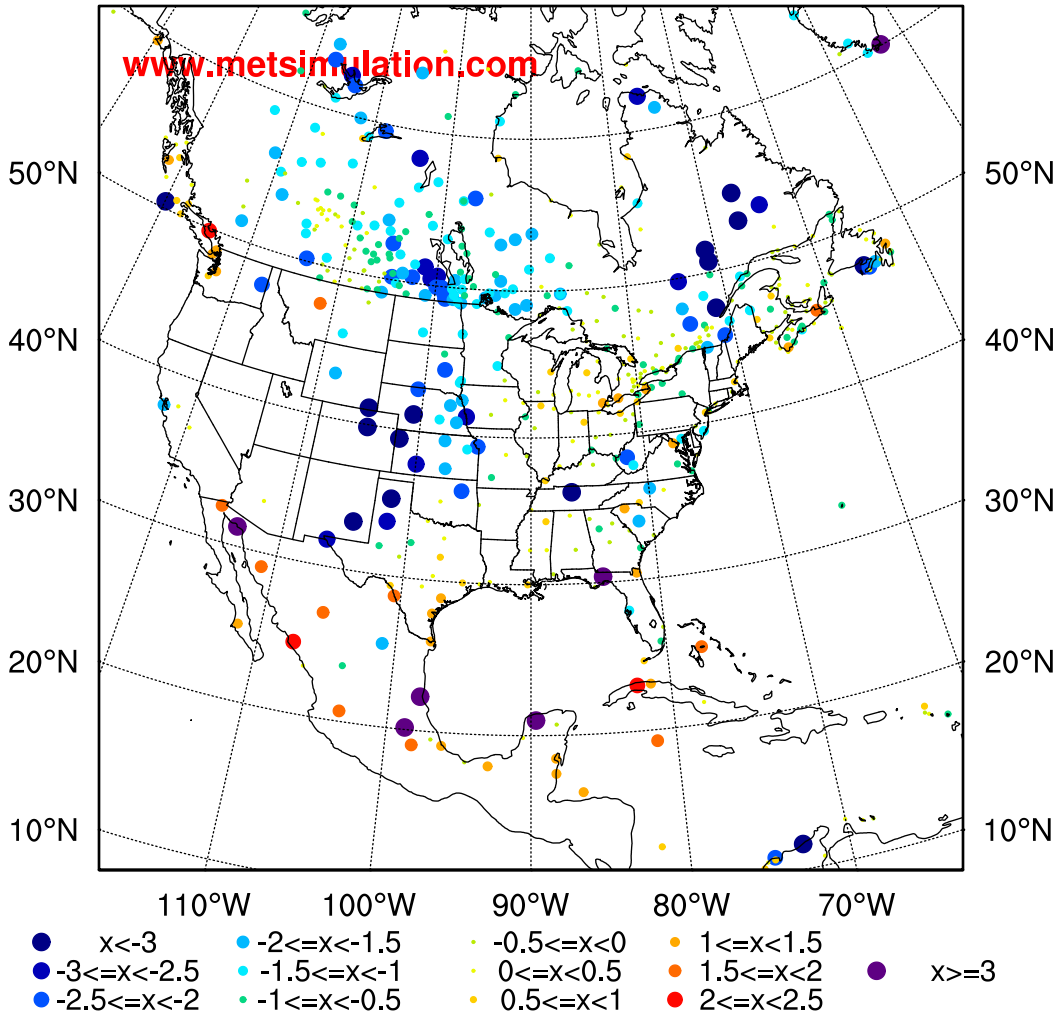 www.metsimulation.com
50°N 50°N
40°N 40°N
30°N 30°N
20°N 20°N
10°N 10°N
110°W 100°W 90°W 80°W 70°W
x<-3 -2<=x<-1.5 -0.5<=x<0 1<=x<1.5
-3<=x<-2.5 -1.5<=x<-1 0<=x<0.5 1.5<=x<2 x>=3
-2.5<=x<-2 -1<=x<-0.5 0.5<=x<1 2<=x<2.5